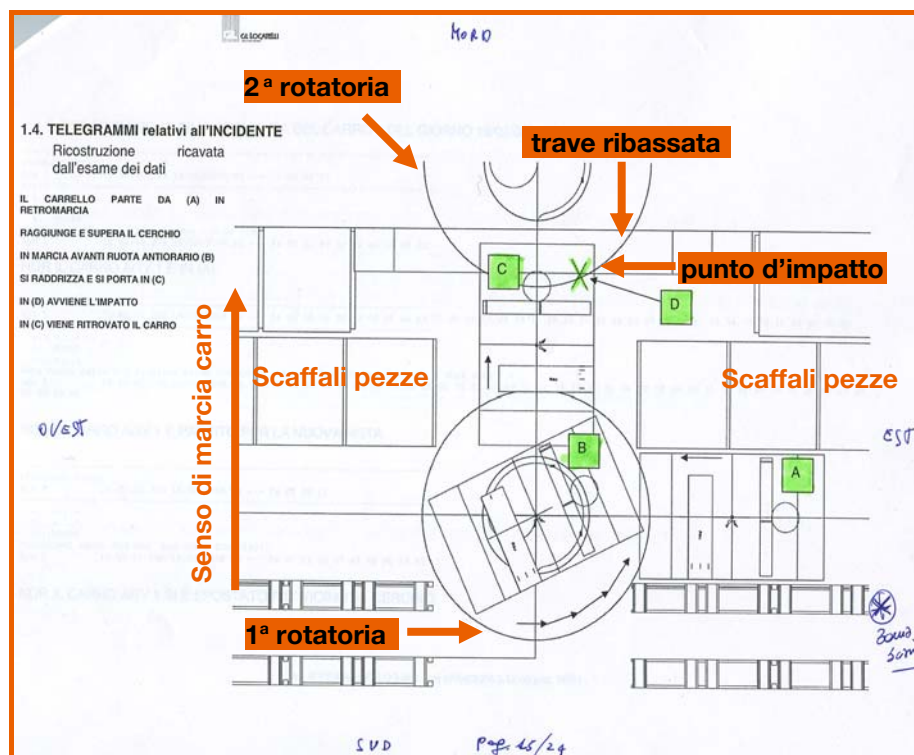 GL LOCATELLI
NORD
2ª rotatoria
1.4. TELEGRAMMI relativi all'INCIDENTE
Ricostruzione ricavata
dall'esame dei dati
trave ribassata
IL CARRELLO PARTE DA (A) IN
RETROMARCIA
RAGGIUNGE E SUPERA IL CERCHIO
IN MARCIA AVANTI RUOTA ANTIORARIO (B)
SI RADDRIZZA E SI PORTA IN (C)
IN (D) AVVIENE L'IMPATTO
IN (C) VIENE RITROVATO IL CARRO
C
punto d'impatto
D
Senso di marcia carro
Scaffali pezze
Scaffali pezze
OVEST
EST
B
A
1ª rotatoria
SUD
Pag. 15/24